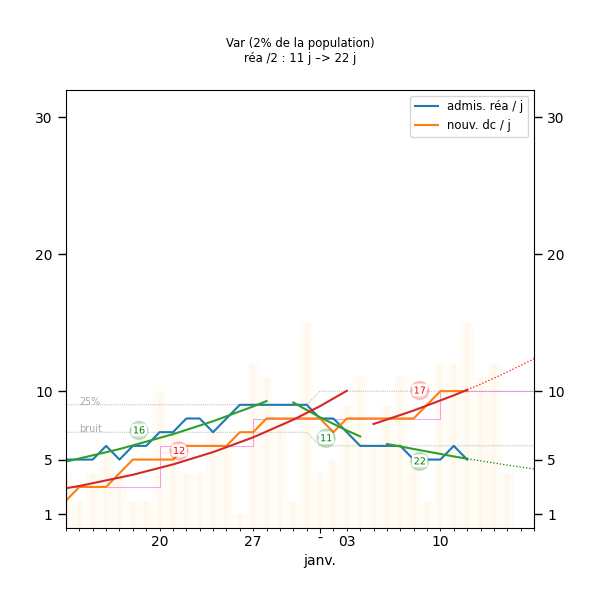 Var (2% de la population)
réa /2 : 11 j –> 22 j
admis. réa / j
nouv. dc / j
30 30
20 20
10 10
5 5
1 1
25%
bruit
16
12
11
17
22
20 27 - 03 10
janv.